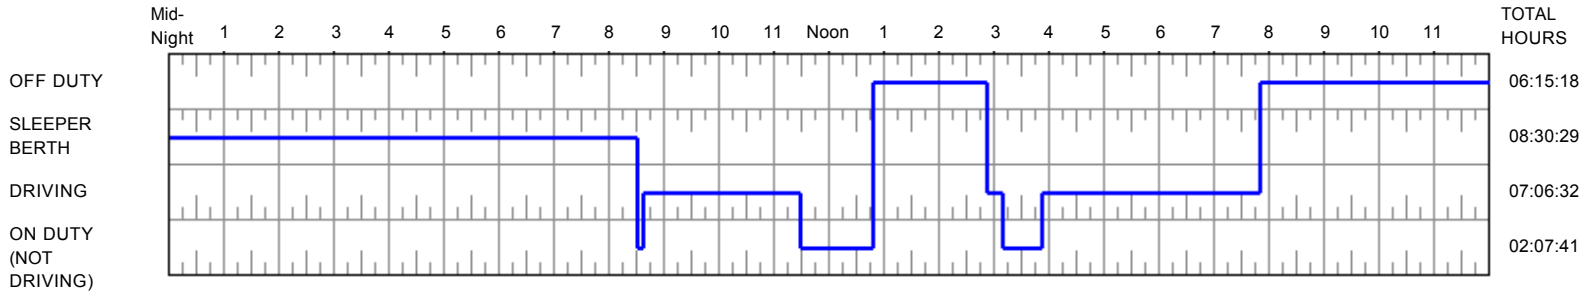 Mid-
Night 1 2 3 4 5 6 7 8 9 10 11 Noon 1 2 3 4 5 6 7 8 9 10 11
TOTAL
HOURS
OFF DUTY 06:15:18
SLEEPER
BERTH 08:30:29
DRIVING 07:06:32
ON DUTY
(NOT 02:07:41
DRIVING)